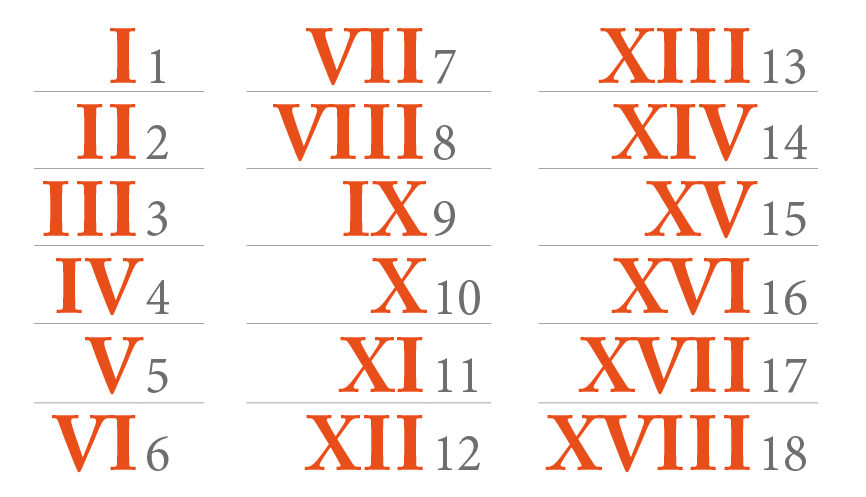 I 1
II 2
III 3
IV 4
V 5
VI 6
VII 7
VIII 8
IX 9
X 10
XI 11
XII 12
XIII 13
XIV 14
XV 15
XVI 16
XVII 17
XVIII 18